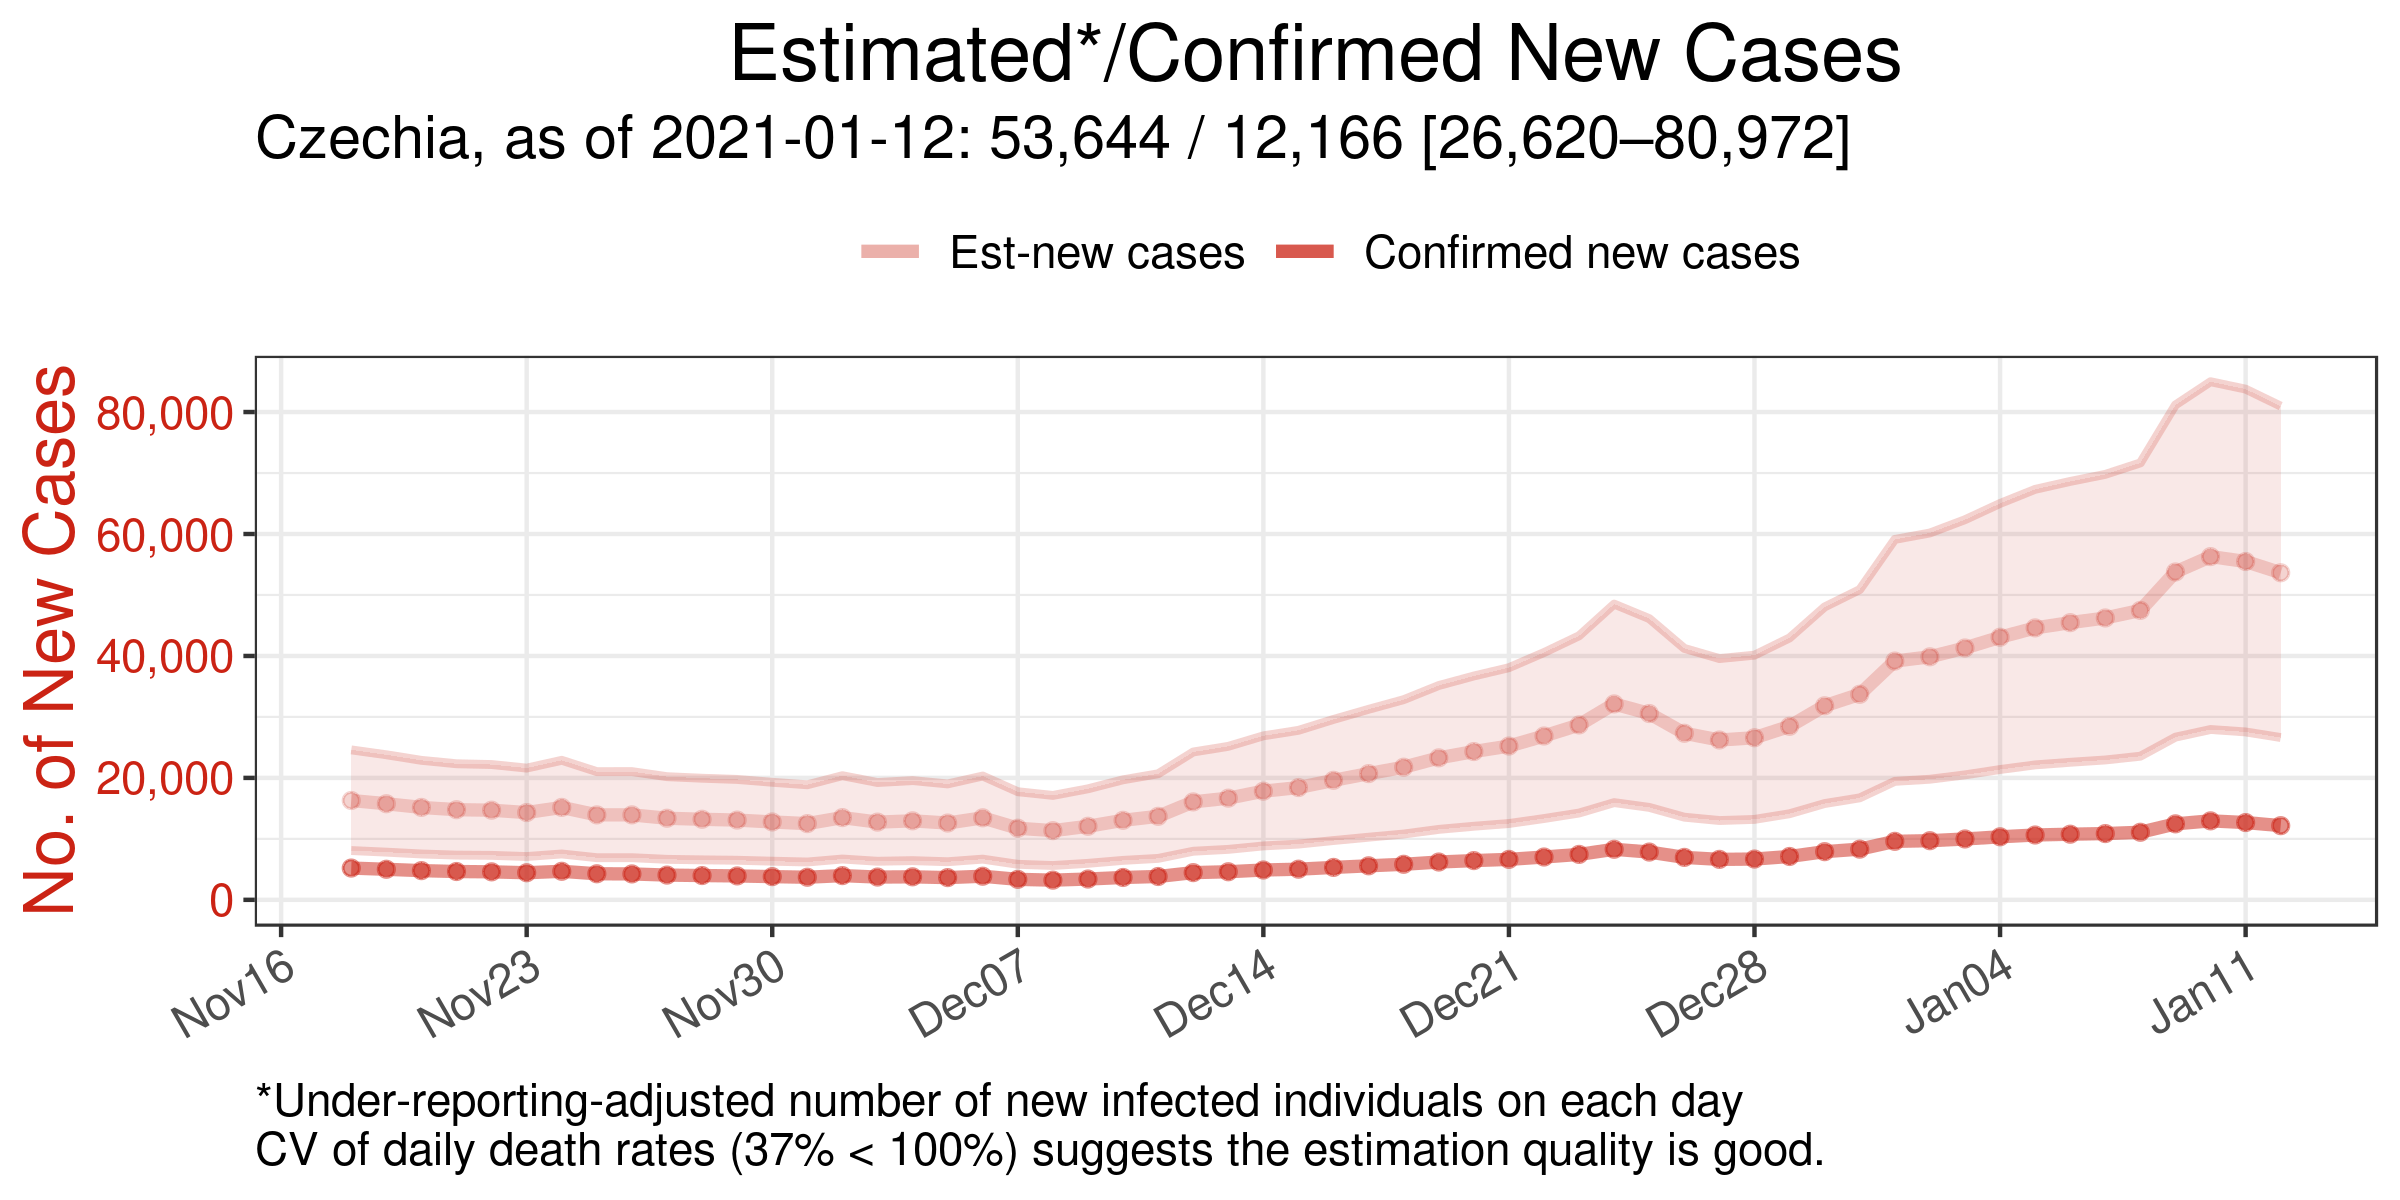 Estimated*/Confirmed New Cases
Czechia, as of 2021-01-12: 53,644 / 12,166 [26,620–80,972]
Est-new cases
Confirmed new cases
No. of New Cases
80,000
60,000
40,000
20,000
0
Nov16
Nov23
Nov30
Dec07
Dec14
Dec21
Dec28
Jan04
Jan11
*Under-reporting-adjusted number of new infected individuals on each day
CV of daily death rates (37% < 100%) suggests the estimation quality is good.